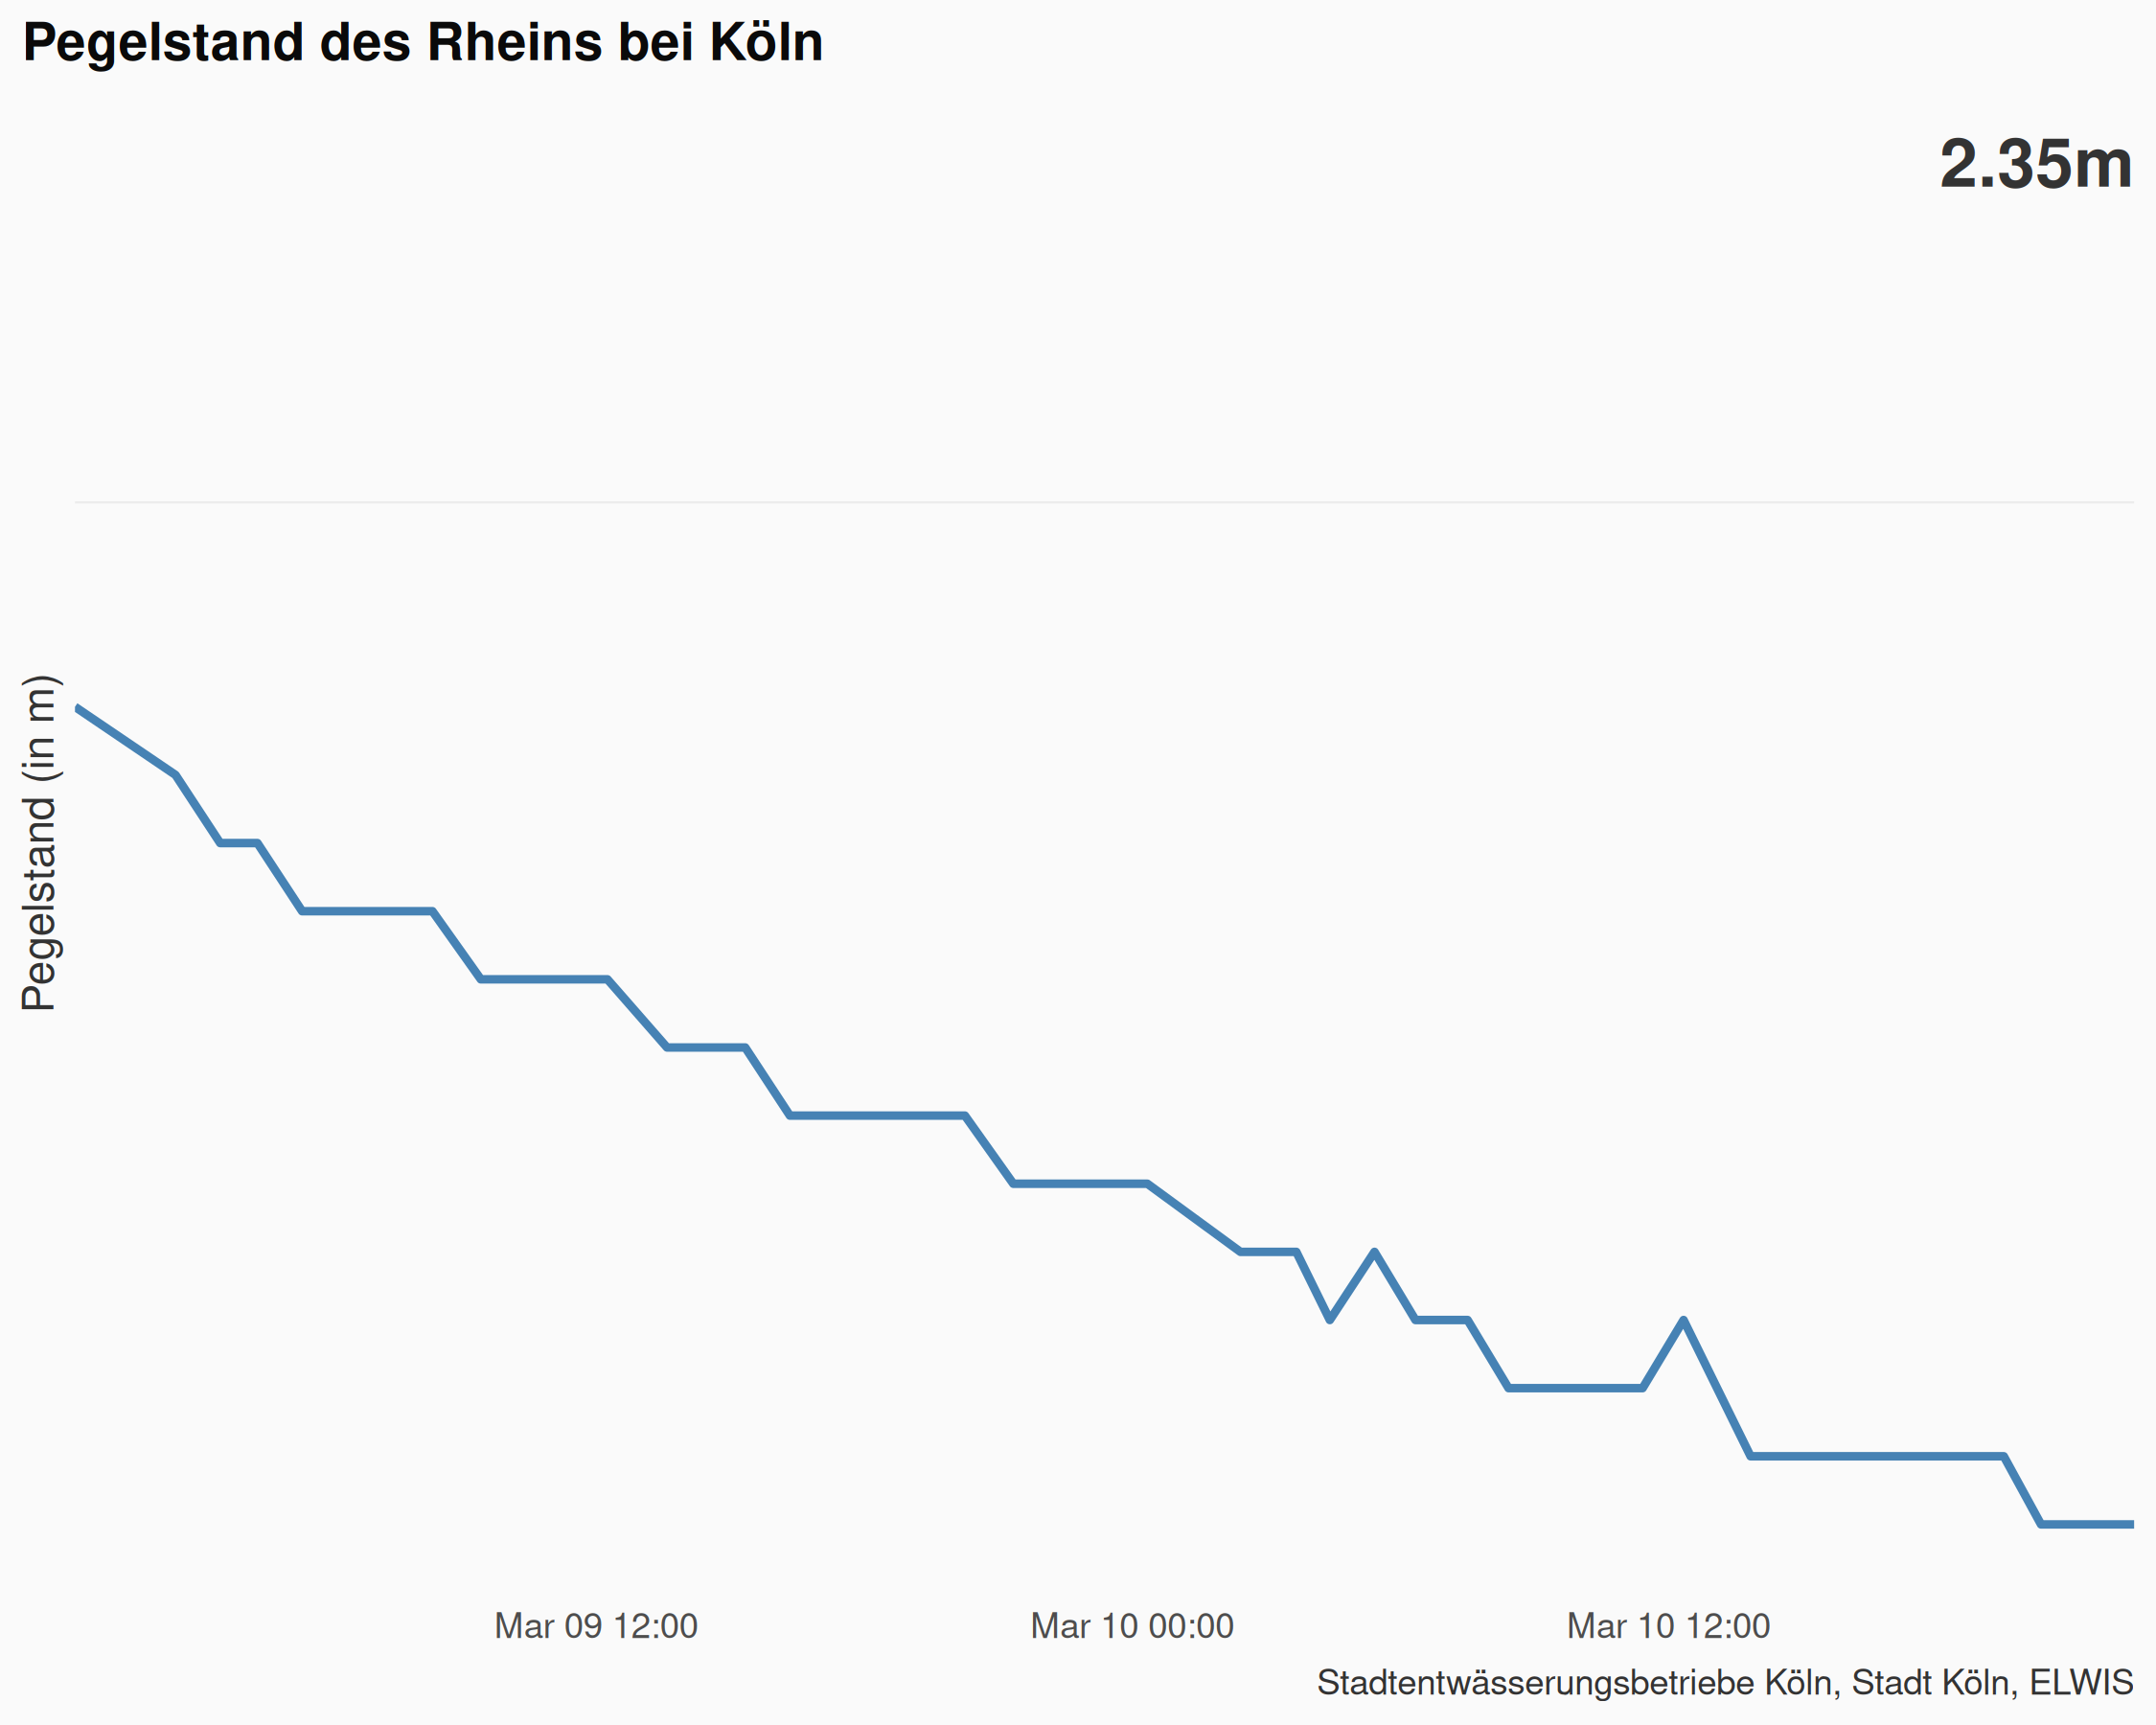 Pegelstand des Rheins bei Köln
2.35m
Pegelstand (in m)
Mar 09 12:00
Mar 10 00:00
Mar 10 12:00
Stadtentwässerungsbetriebe Köln, Stadt Köln, ELWIS